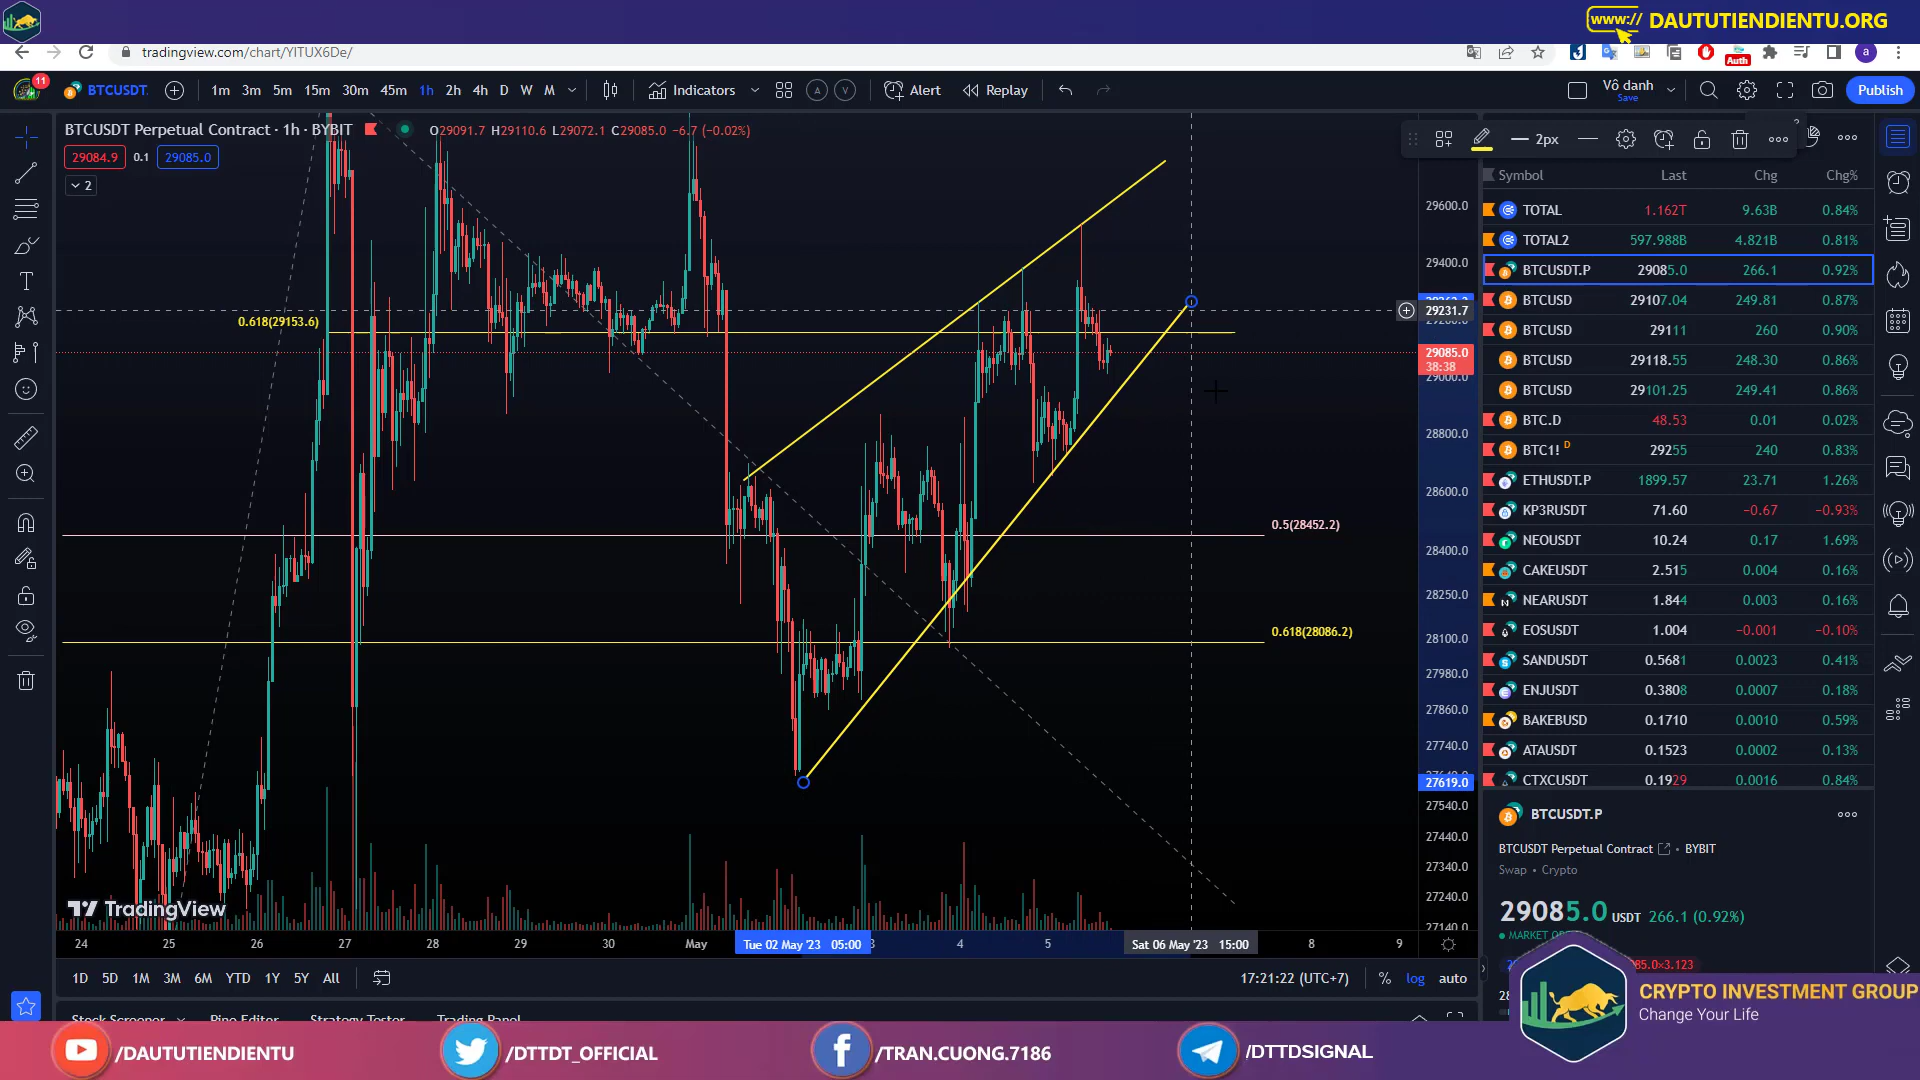 www:// DAUTUTIENDIENTU.ORG
tradingview.com/chart/YITUX6De/
Auth
a
11
BTCUSDT.
1m 3m 5m 15m 30m 45m 1h 2h 4h D W M
Indicators
A V
Alert
Replay
Vô danh
Save
Publish
BTCUSDT Perpetual Contract · 1h · BYBIT
O29091.7 H29110.6 L29072.1 C29085.0 −6.7 (−0.02%)
29084.9 0.1 29085.0
2
2px
Symbol Last Chg Chg%
TOTAL 1.162T 9.63B 0.84%
TOTAL2 597.988B 4.821B 0.81%
BTCUSDT.P 29085.0 266.1 0.92%
BTCUSD 29107.04 249.81 0.87%
BTCUSD 29111 260 0.90%
BTCUSD 29118.55 248.30 0.86%
BTCUSD 29101.25 249.41 0.86%
BTC.D 48.53 0.01 0.02%
BTC1! D 29255 240 0.83%
ETHUSDT.P 1899.57 23.71 1.26%
KP3RUSDT 71.60 −0.67 −0.93%
NEOUSDT 10.24 0.17 1.69%
CAKEUSDT 2.515 0.004 0.16%
NEARUSDT 1.844 0.003 0.16%
EOSUSDT 1.004 −0.001 −0.10%
SANDUSDT 0.5681 0.0023 0.41%
ENJUSDT 0.3808 0.0007 0.18%
BAKEBUSD 0.1710 0.0010 0.59%
ATAUSDT 0.1523 0.0002 0.13%
CTXCUSDT 0.1929 0.0016 0.84%
29600.0
29400.0
29231.7
29085.0
38:38
29000.0
28800.0
28600.0
28400.0
28250.0
28100.0
27980.0
27860.0
27740.0
27619.0
27540.0
27440.0
27340.0
27240.0
27140.0
0.618(29153.6)
0.5(28452.2)
0.618(28086.2)
TradingView
24 25 26 27 28 29 30 May Tue 02 May '23 05:00 3 4 5 Sat 06 May '23 15:00 8 9
1D 5D 1M 3M 6M YTD 1Y 5Y All
17:21:22 (UTC+7) % log auto
Stock Screener Pine Editor Strategy Tester Trading Panel
BTCUSDT.P
BTCUSDT Perpetual Contract • BYBIT
Swap • Crypto
29085.0 USDT 266.1 (0.92%)
CRYPTO INVESTMENT GROUP
Change Your Life
/DAUTUTIENDIENTU
/DTTDT_OFFICIAL
/TRAN.CUONG.7186
/DTTDSIGNAL